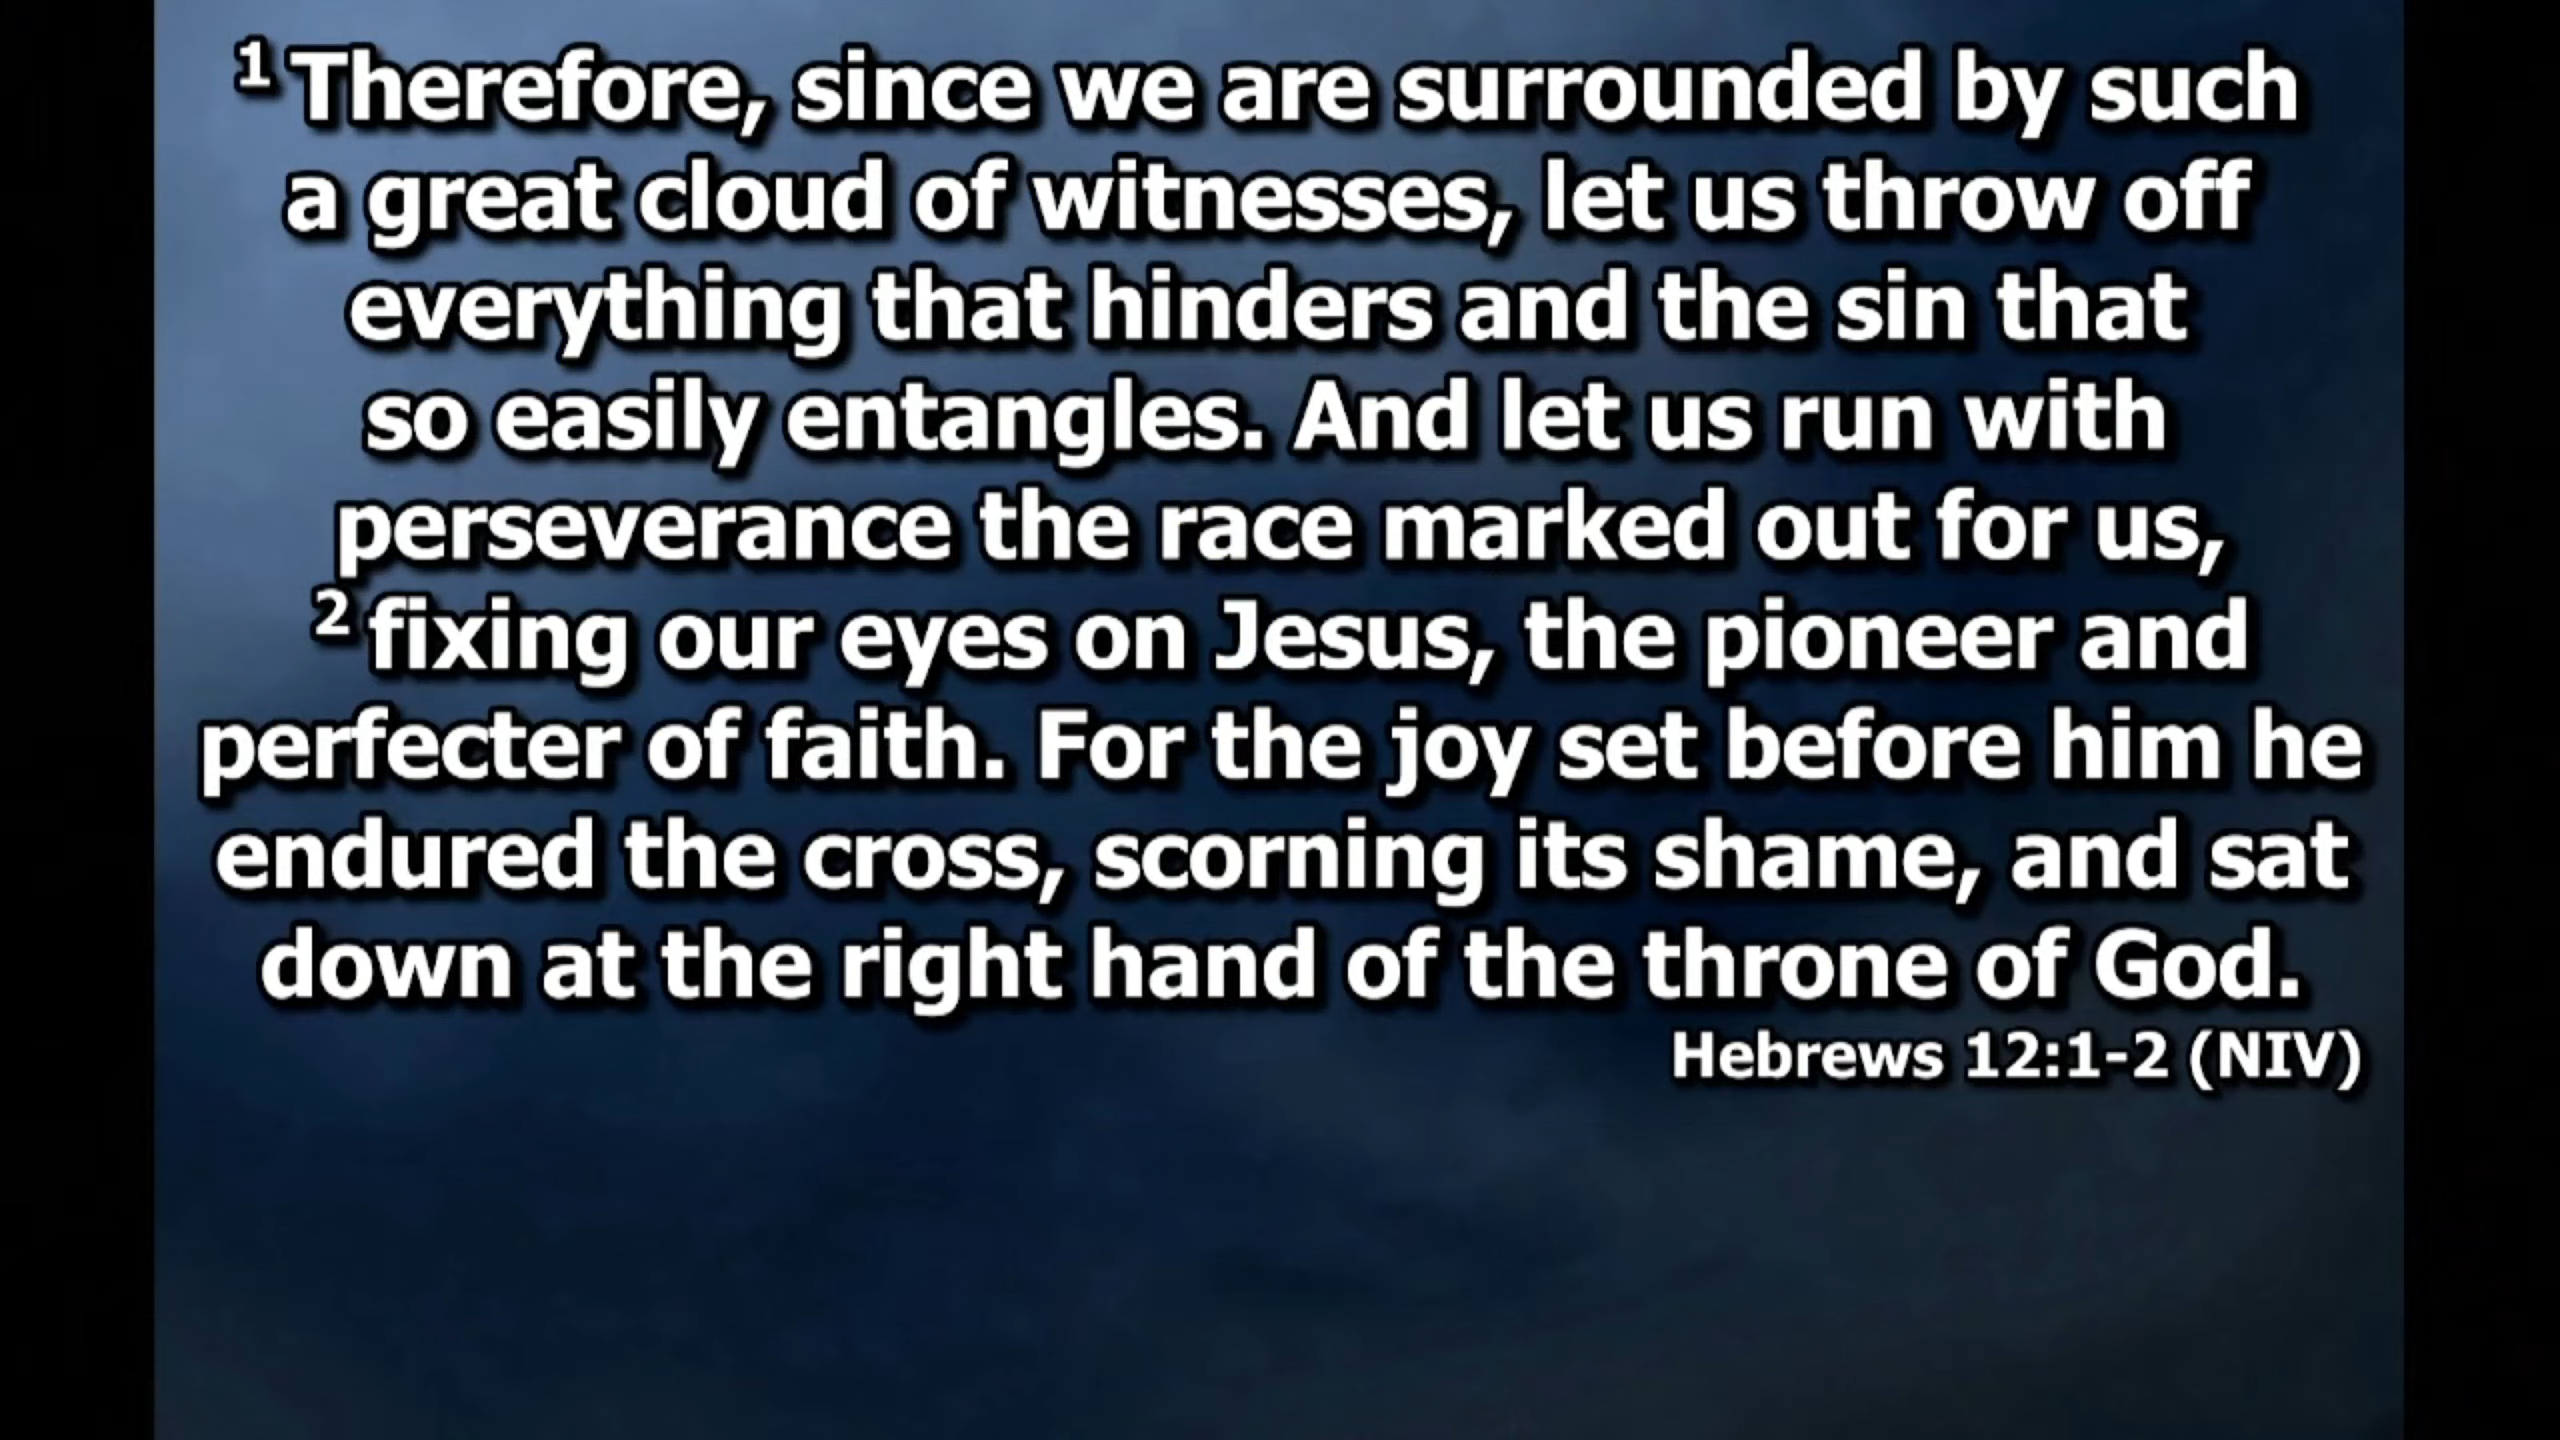 1 Therefore, since we are surrounded by such
a great cloud of witnesses, let us throw off
everything that hinders and the sin that
so easily entangles. And let us run with
perseverance the race marked out for us,
2 fixing our eyes on Jesus, the pioneer and
perfecter of faith. For the joy set before him he
endured the cross, scorning its shame, and sat
down at the right hand of the throne of God.
Hebrews 12:1-2 (NIV)